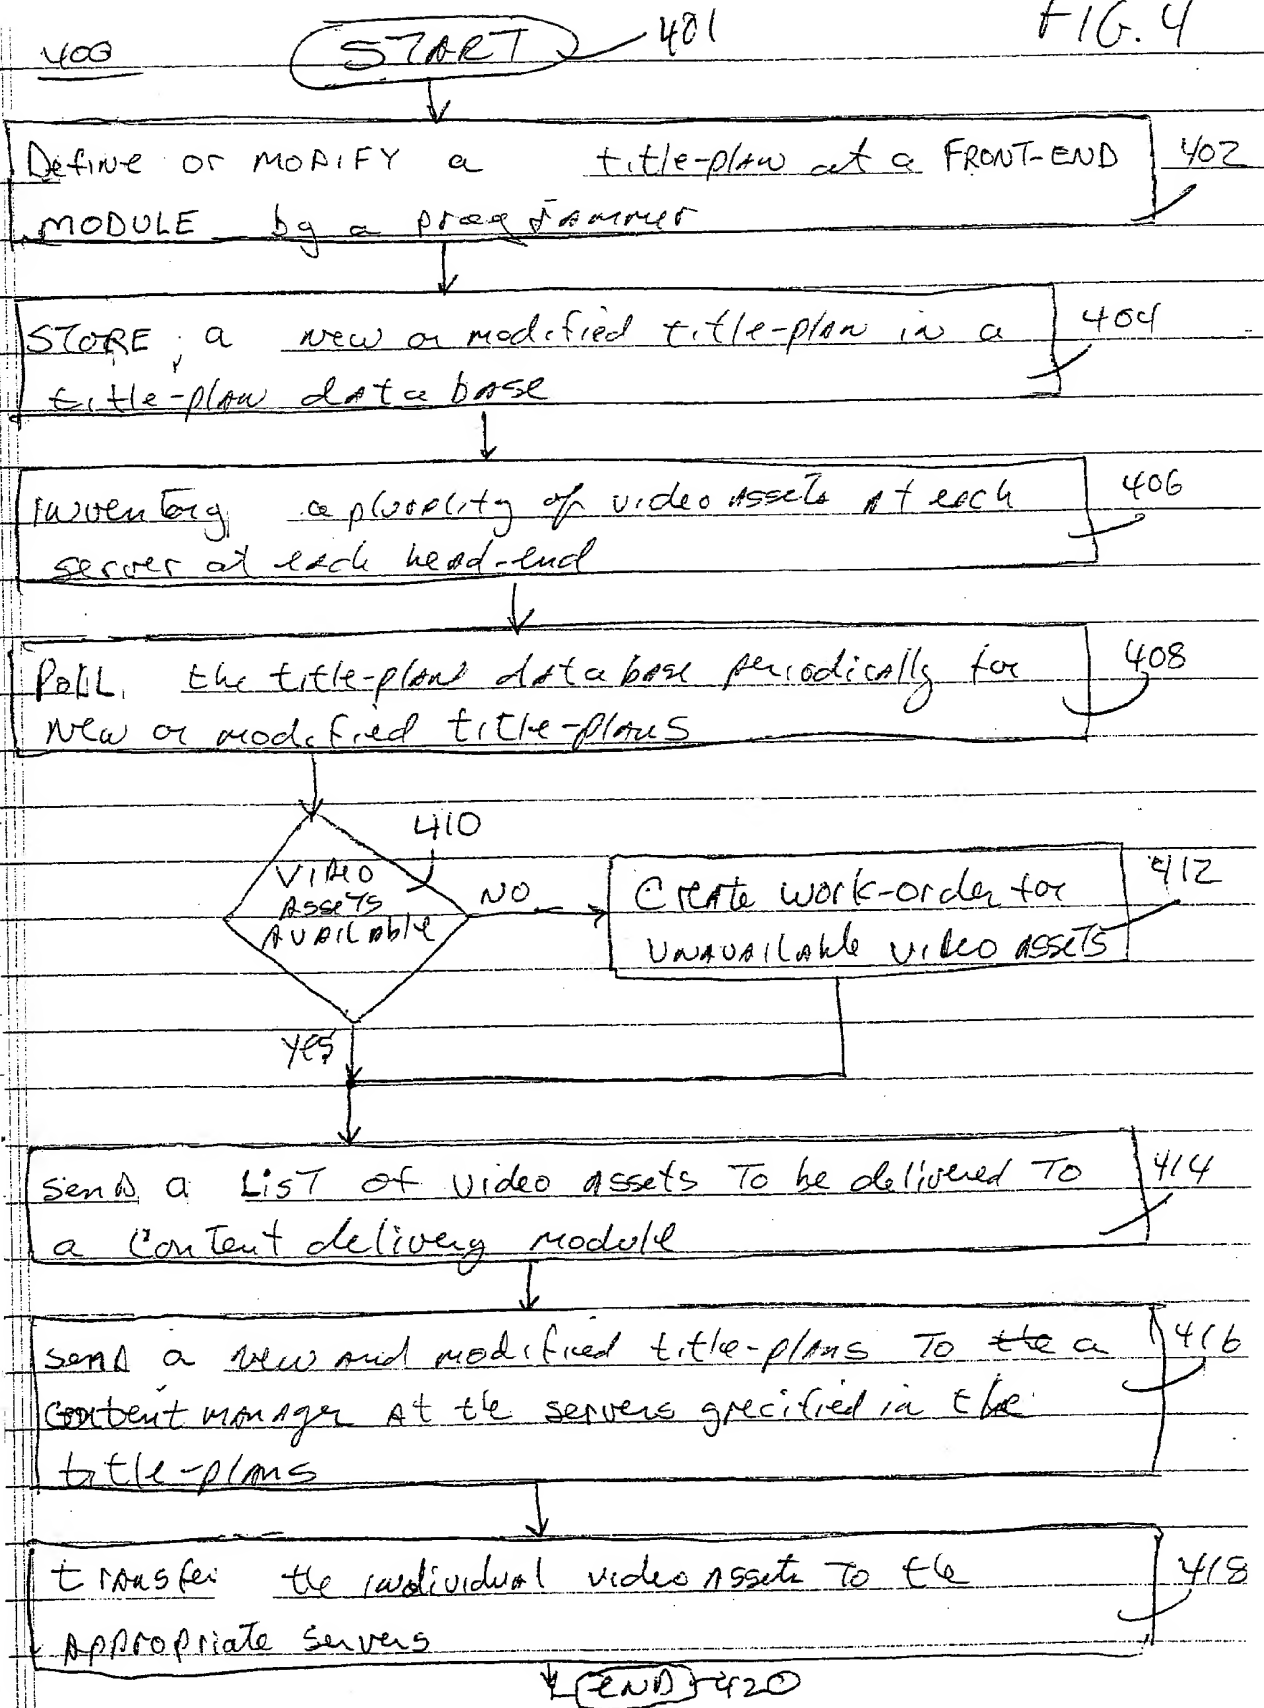 FIG. 4
400
START
401
Define or MODIFY a title-plan at a FRONT-END
MODULE by a programmer
402
STORE, a new or modified title-plan in a
title-plan data base
404
inventory a plurality of video assets at each
server at each head-end
406
Poll the title-plan data base periodically for
new or modified title-plans
408
410
VIDEO
Assets
AVAILAble
NO
Create work-order for
UNAVAILAble video assets
412
yes
send a LIST of video assets To be delivered To
a Content delivery module
414
send a new and modified title-plans To the a
content manager at the servers specified in the
title-plans
416
transfer the individual video assets To the
Appropriate servers
418
END
420